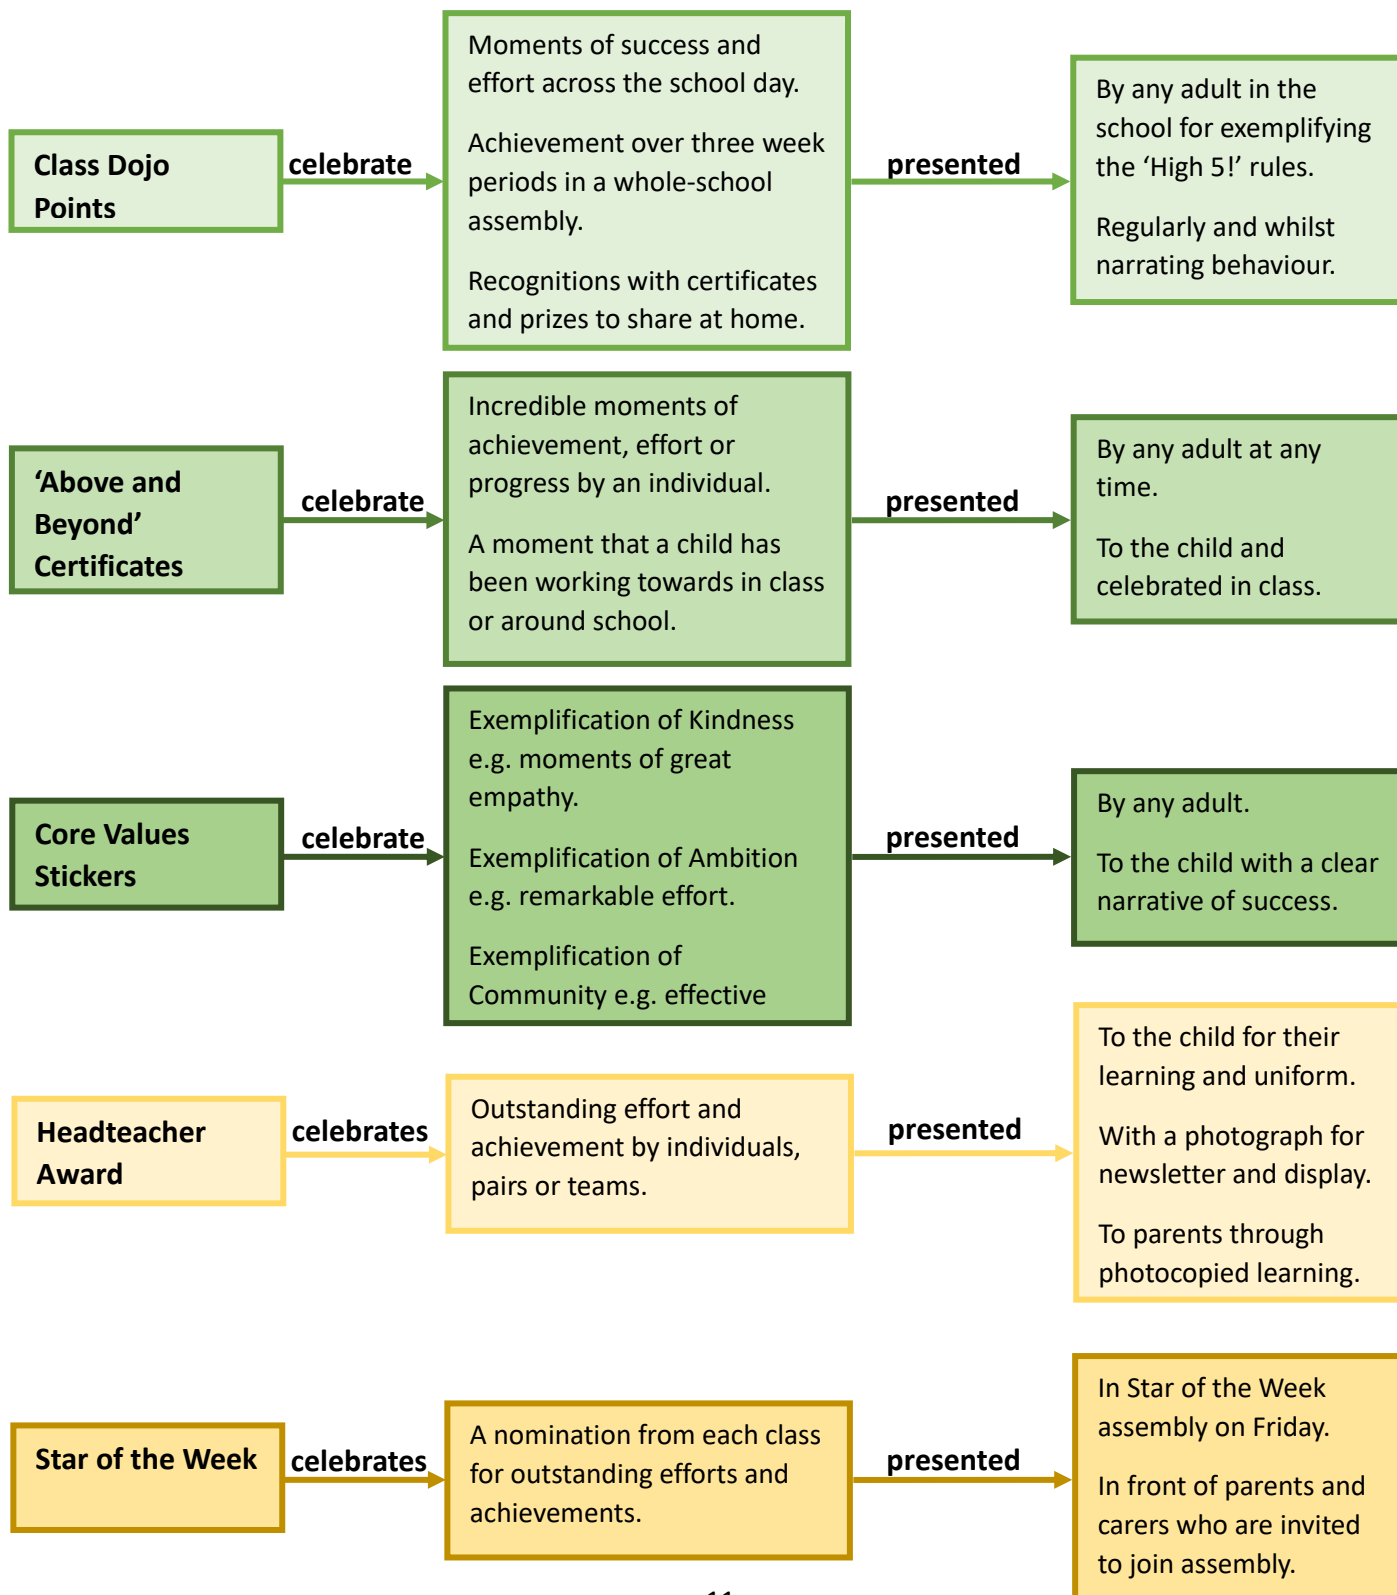 Class Dojo
Points
celebrate
Moments of success and
effort across the school day.
Achievement over three week
periods in a whole-school
assembly.
Recognitions with certificates
and prizes to share at home.
presented
By any adult in the
school for exemplifying
the ‘High 5!’ rules.
Regularly and whilst
narrating behaviour.
‘Above and
Beyond’
Certificates
celebrate
Incredible moments of
achievement, effort or
progress by an individual.
A moment that a child has
been working towards in class
or around school.
presented
By any adult at any
time.
To the child and
celebrated in class.
Core Values
Stickers
celebrate
Exemplification of Kindness
e.g. moments of great
empathy.
Exemplification of Ambition
e.g. remarkable effort.
Exemplification of
Community e.g. effective
presented
By any adult.
To the child with a clear
narrative of success.
Headteacher
Award
celebrates
Outstanding effort and
achievement by individuals,
pairs or teams.
presented
To the child for their
learning and uniform.
With a photograph for
newsletter and display.
To parents through
photocopied learning.
Star of the Week
celebrates
A nomination from each class
for outstanding efforts and
achievements.
presented
In Star of the Week
assembly on Friday.
In front of parents and
carers who are invited
to join assembly.
11